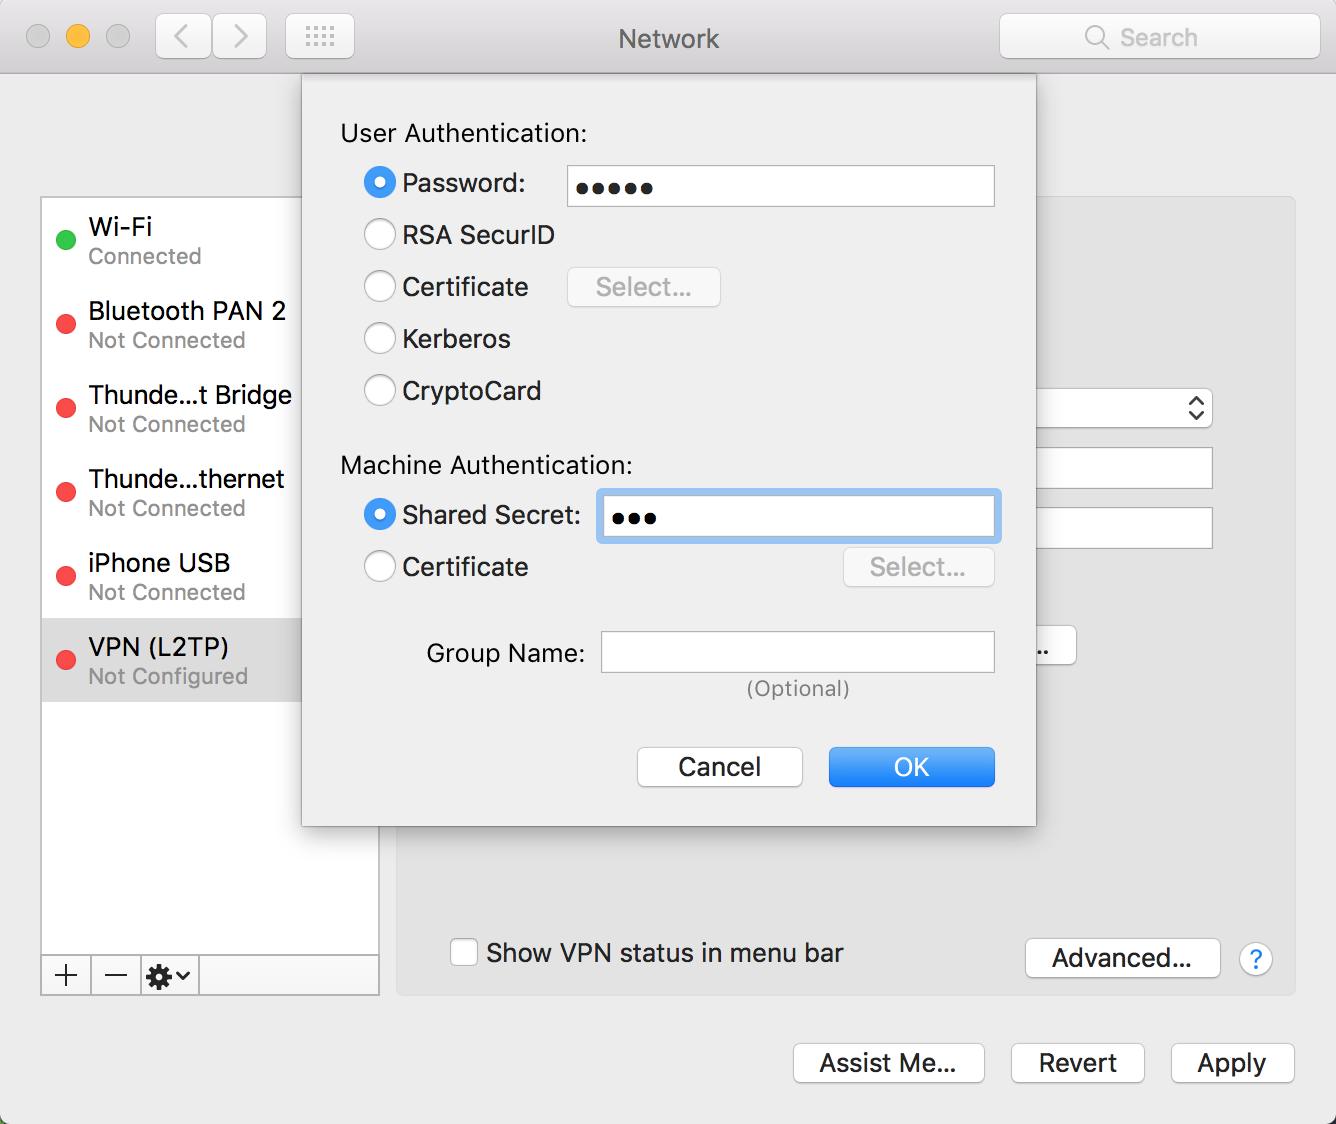 Network
Search
User Authentication:
Password: •••••
RSA SecurID
Certificate Select...
Kerberos
CryptoCard
Machine Authentication:
Shared Secret: •••
Certificate Select...
Group Name:
(Optional)
Cancel OK
Wi-Fi
Connected
Bluetooth PAN 2
Not Connected
Thunde...t Bridge
Not Connected
Thunde...thernet
Not Connected
iPhone USB
Not Connected
VPN (L2TP)
Not Configured
..
Show VPN status in menu bar
Advanced... ?
Assist Me... Revert Apply